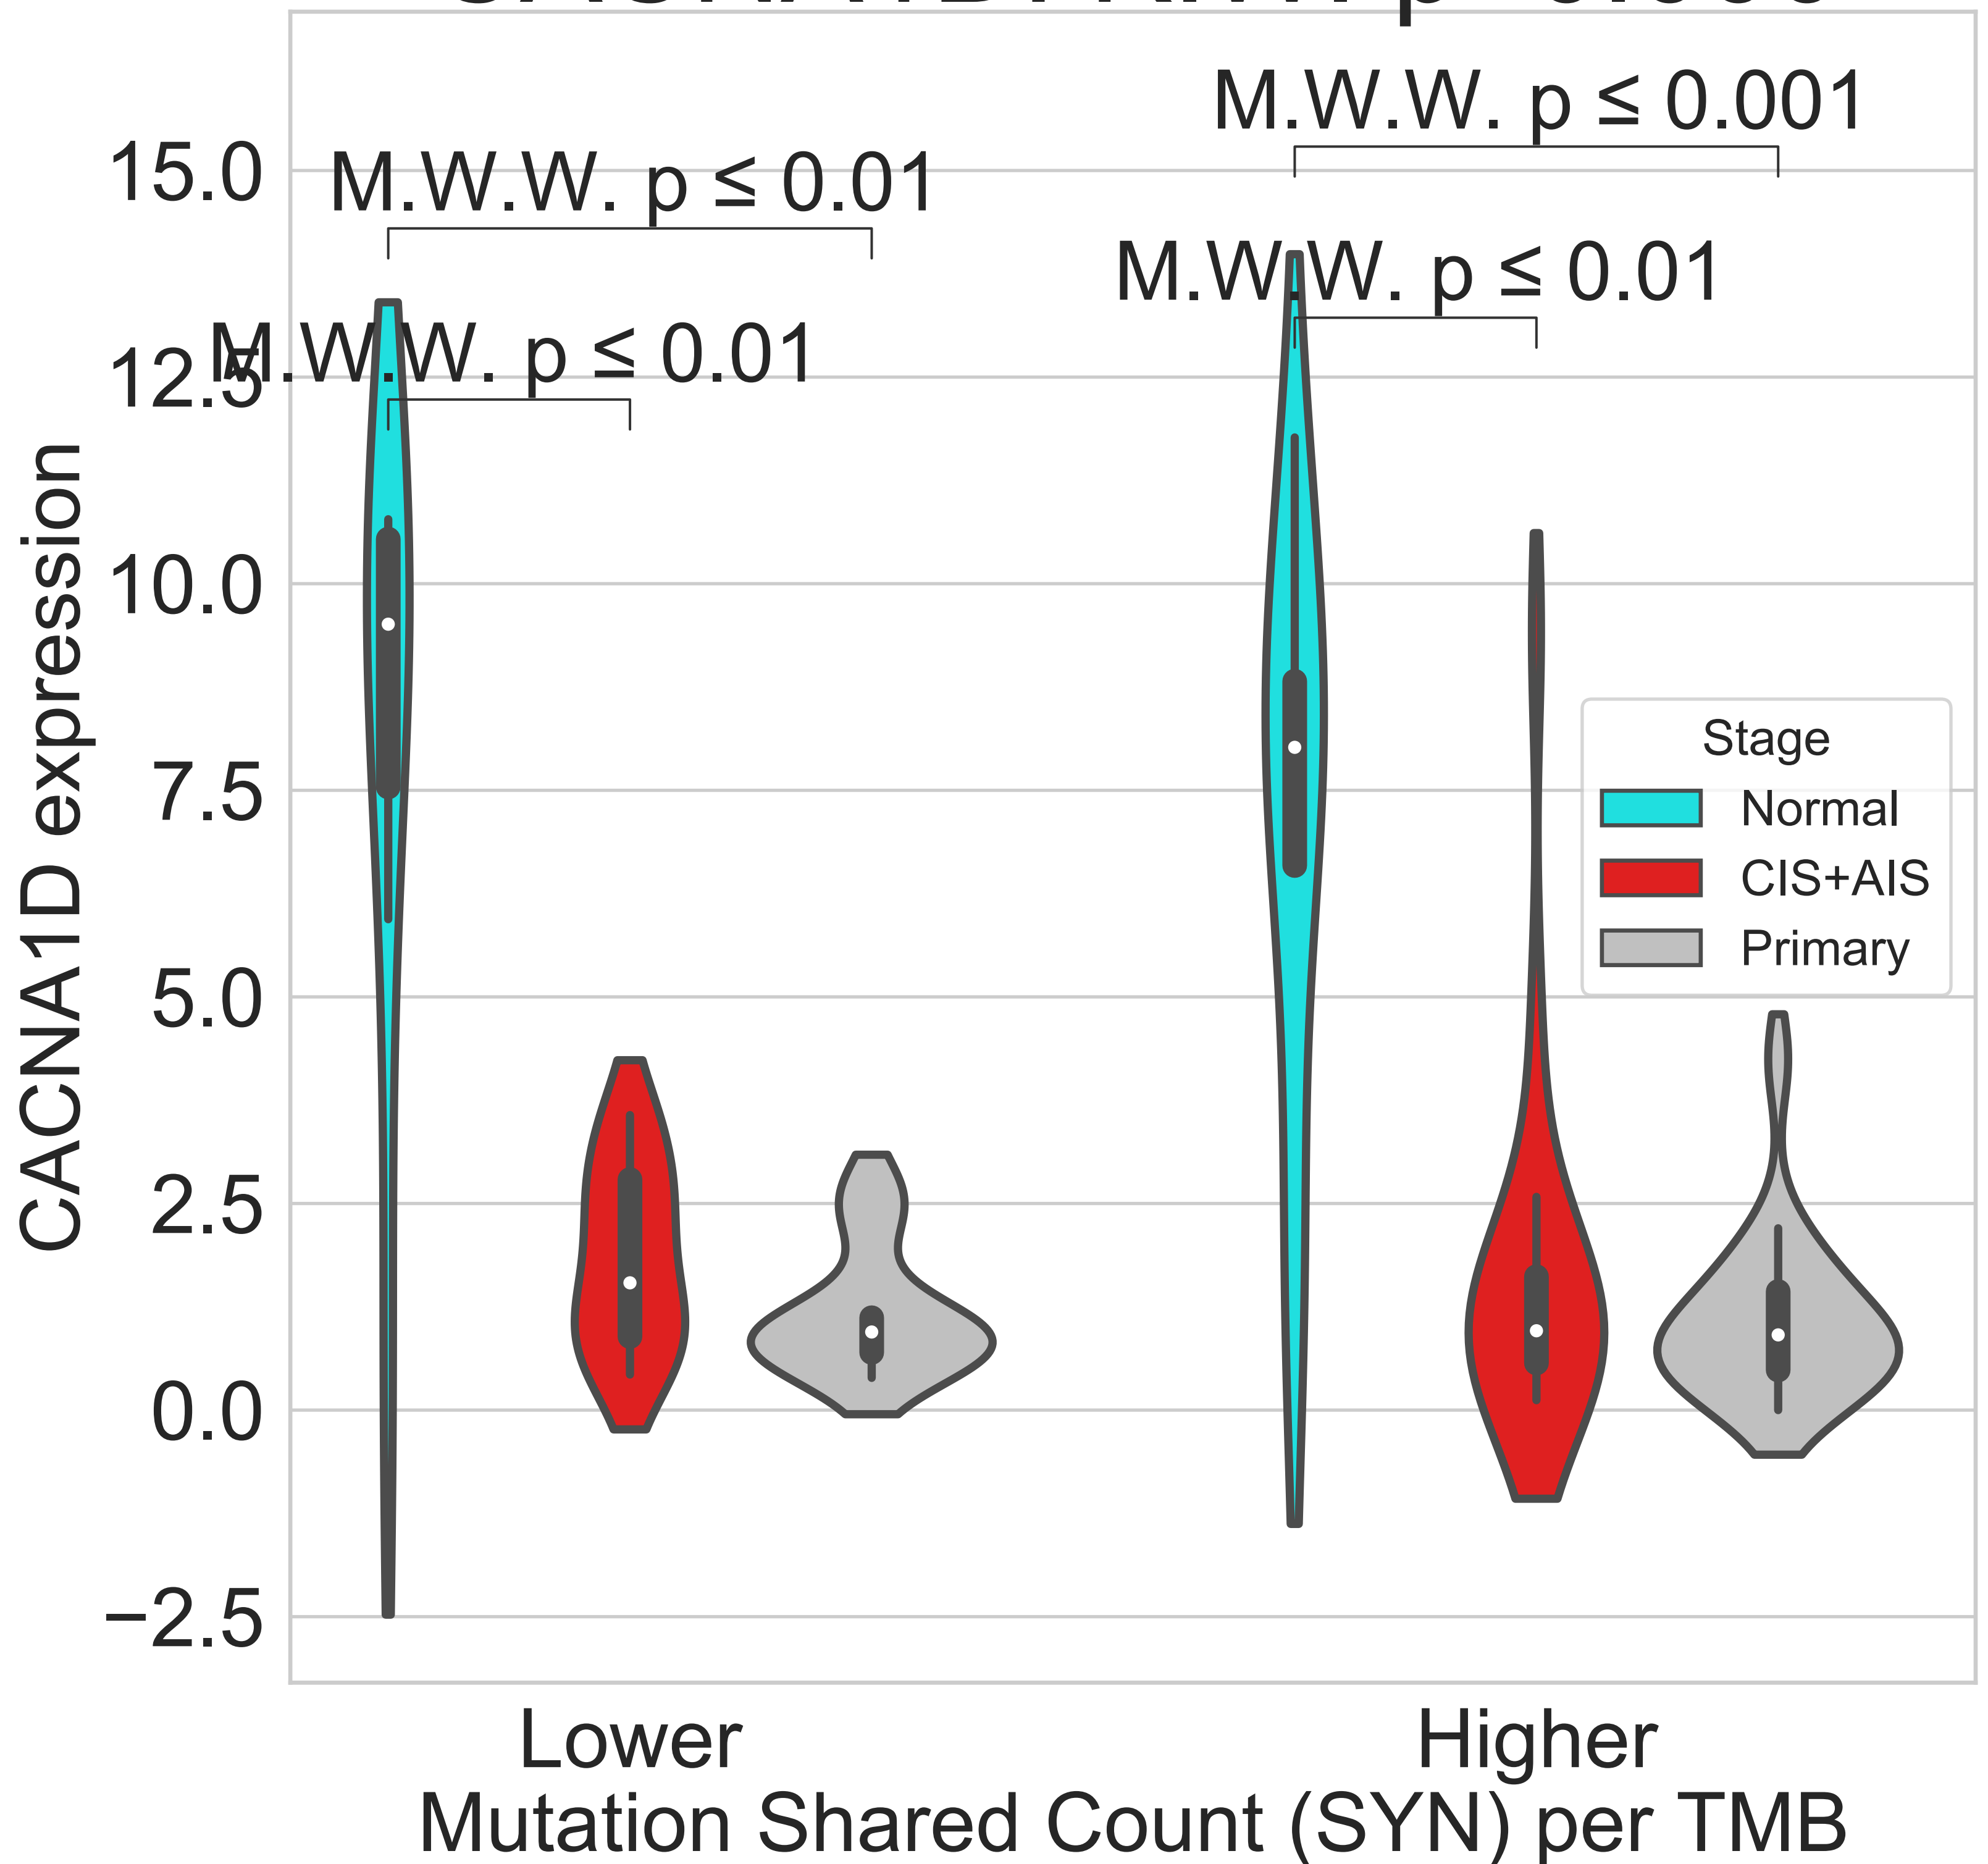 M.W.W. p ≤ 0.001
15.0
M.W.W. p ≤ 0.01
M.W.W. p ≤ 0.01
M.W.W. p ≤ 0.01
12.5
10.0
7.5
5.0
2.5
0.0
−2.5
CACNA1D expression
Stage
Normal
CIS+AIS
Primary
Lower
Higher
Mutation Shared Count (SYN) per TMB